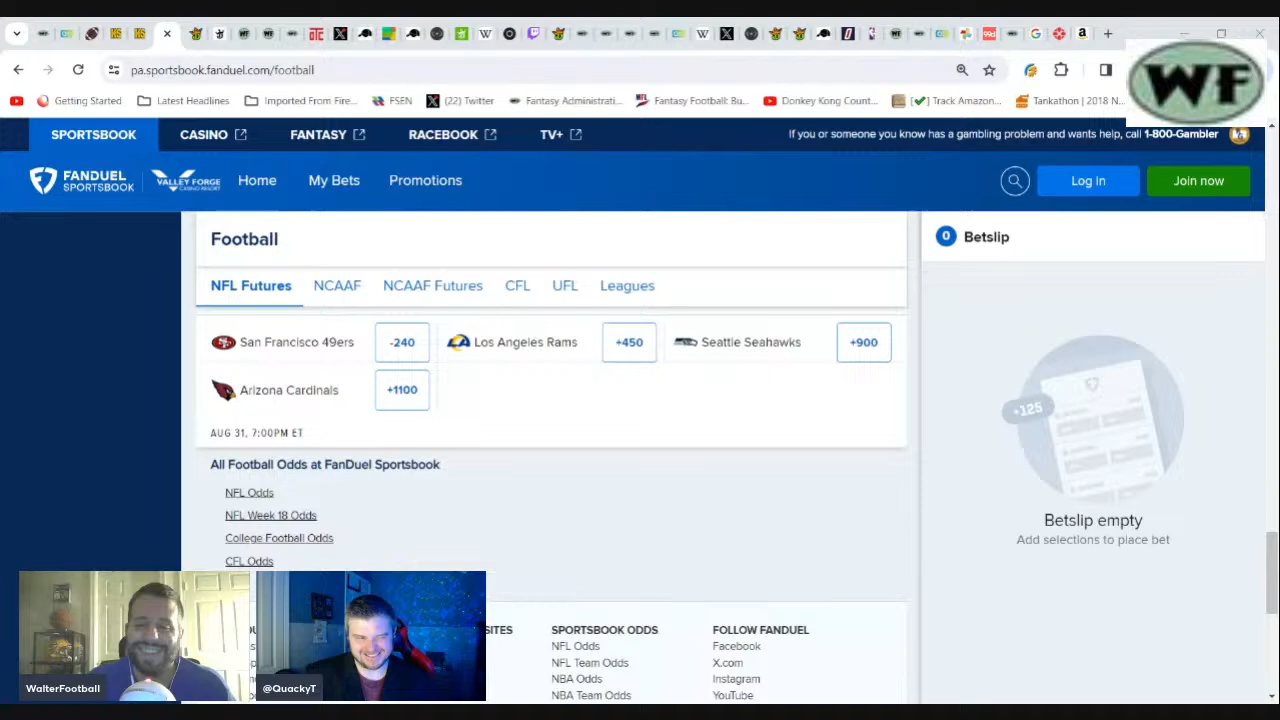 pa.sportsbook.fanduel.com/football
WF
Getting Started
Latest Headlines
Imported From Fire...
FSEN
(22) Twitter
Fantasy Administrati...
Fantasy Football: Bu...
Donkey Kong Count...
Track Amazon...
Tankathon | 2018 N...
SPORTSBOOK
CASINO
FANTASY
RACEBOOK
TV+
If you or someone you know has a gambling problem and wants help, call 1-800-Gambler
FANDUEL
SPORTSBOOK
VALLEY FORGE
Home
My Bets
Promotions
Log in
Join now
Football
0 Betslip
NFL Futures
NCAAF
NCAAF Futures
CFL
UFL
Leagues
San Francisco 49ers -240
Los Angeles Rams +450
Seattle Seahawks +900
Arizona Cardinals +1100
+125
AUG 31, 7:00PM ET
All Football Odds at FanDuel Sportsbook
NFL Odds
NFL Week 18 Odds
College Football Odds
CFL Odds
Betslip empty
Add selections to place bet
SITES
SPORTSBOOK ODDS
NFL Odds
NFL Team Odds
NBA Odds
NBA Team Odds
FOLLOW FANDUEL
Facebook
X.com
Instagram
YouTube
WalterFootball
@QuackyT